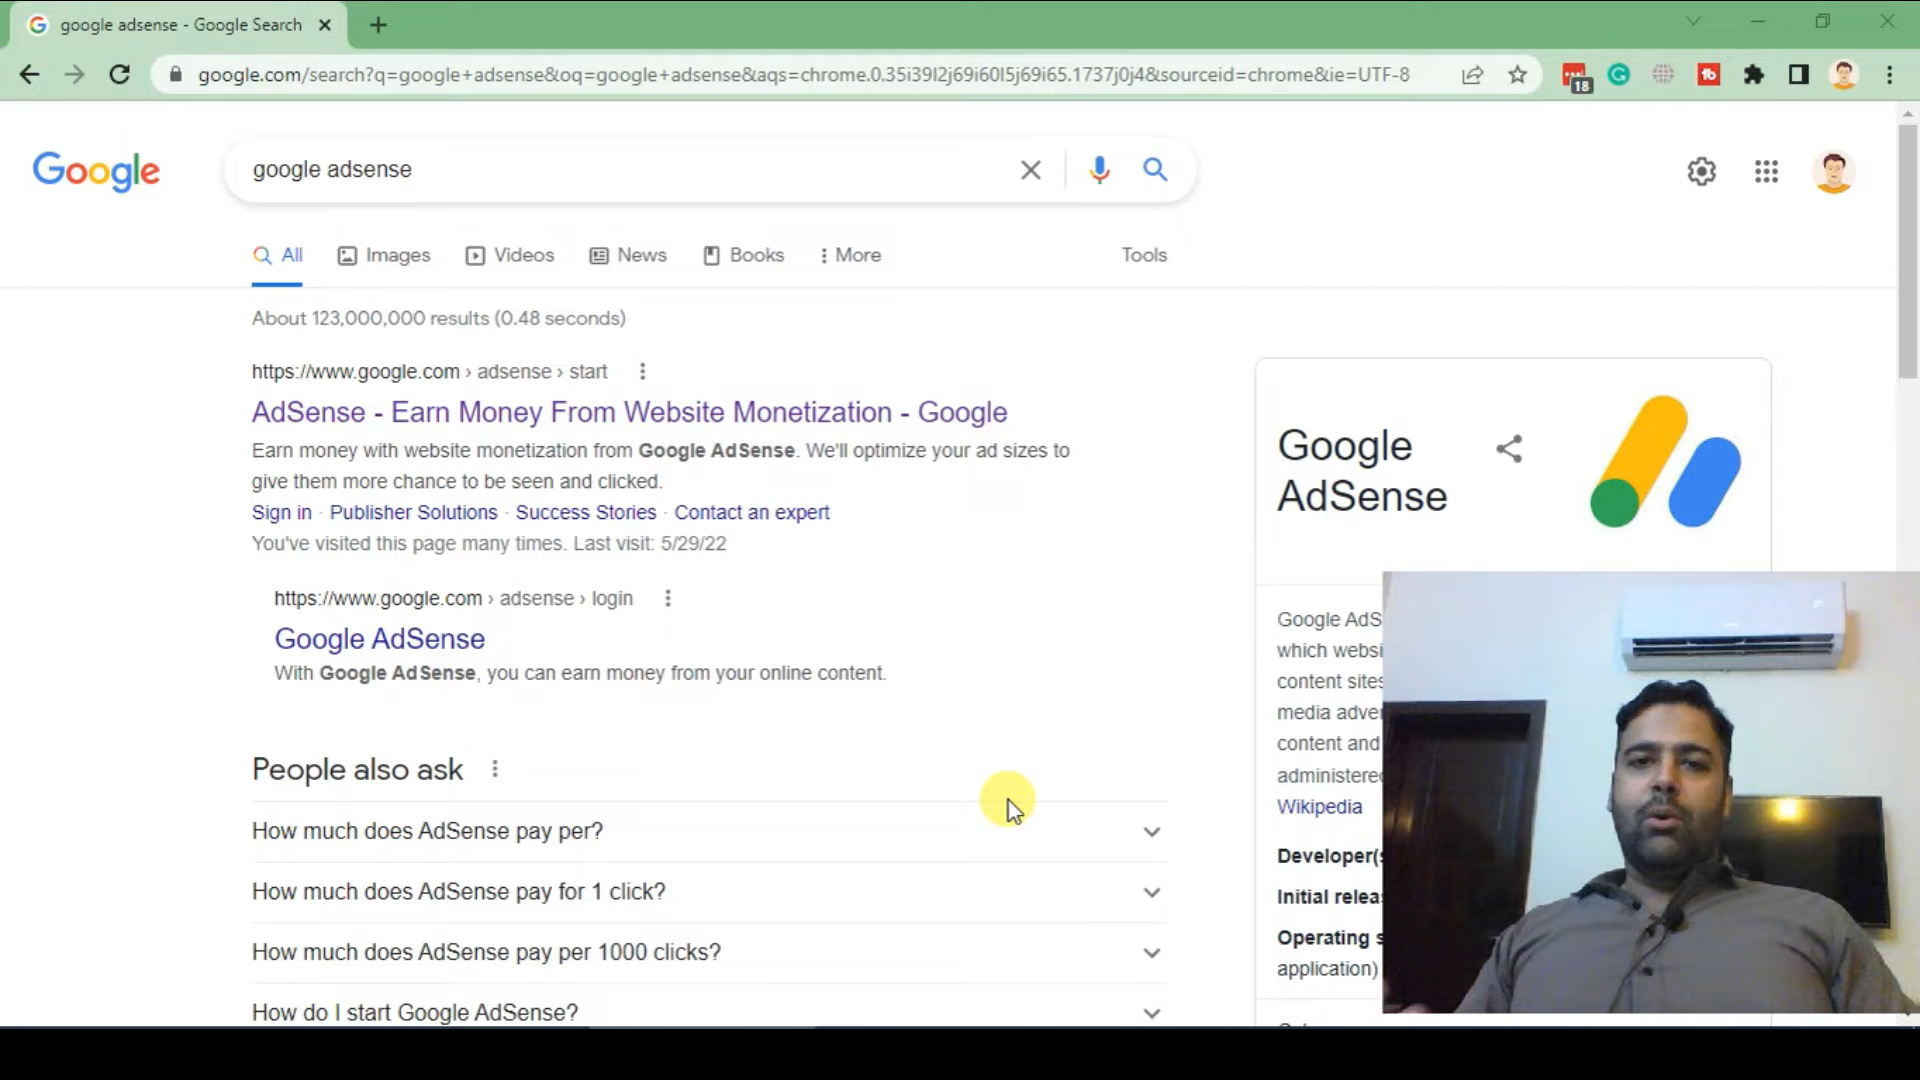 google adsense - Google Search
google.com/search?q=google+adsense&oq=google+adsense&aqs=chrome.0.35i39l2j69i60l5j69i65.1737j0j4&sourceid=chrome&ie=UTF-8
18
Google
google adsense
All Images Videos News Books More Tools
About 123,000,000 results (0.48 seconds)
https://www.google.com › adsense › start
AdSense - Earn Money From Website Monetization - Google
Earn money with website monetization from Google AdSense. We'll optimize your ad sizes to
give them more chance to be seen and clicked.
Sign in · Publisher Solutions · Success Stories · Contact an expert
You've visited this page many times. Last visit: 5/29/22
https://www.google.com › adsense › login
Google AdSense
With Google AdSense, you can earn money from your online content.
People also ask
How much does AdSense pay per?
How much does AdSense pay for 1 click?
How much does AdSense pay per 1000 clicks?
How do I start Google AdSense?
Google
AdSense
Google AdS
which websi
content sites
media adver
content and
administered
Wikipedia
Developer(s
Initial relea
Operating s
application)